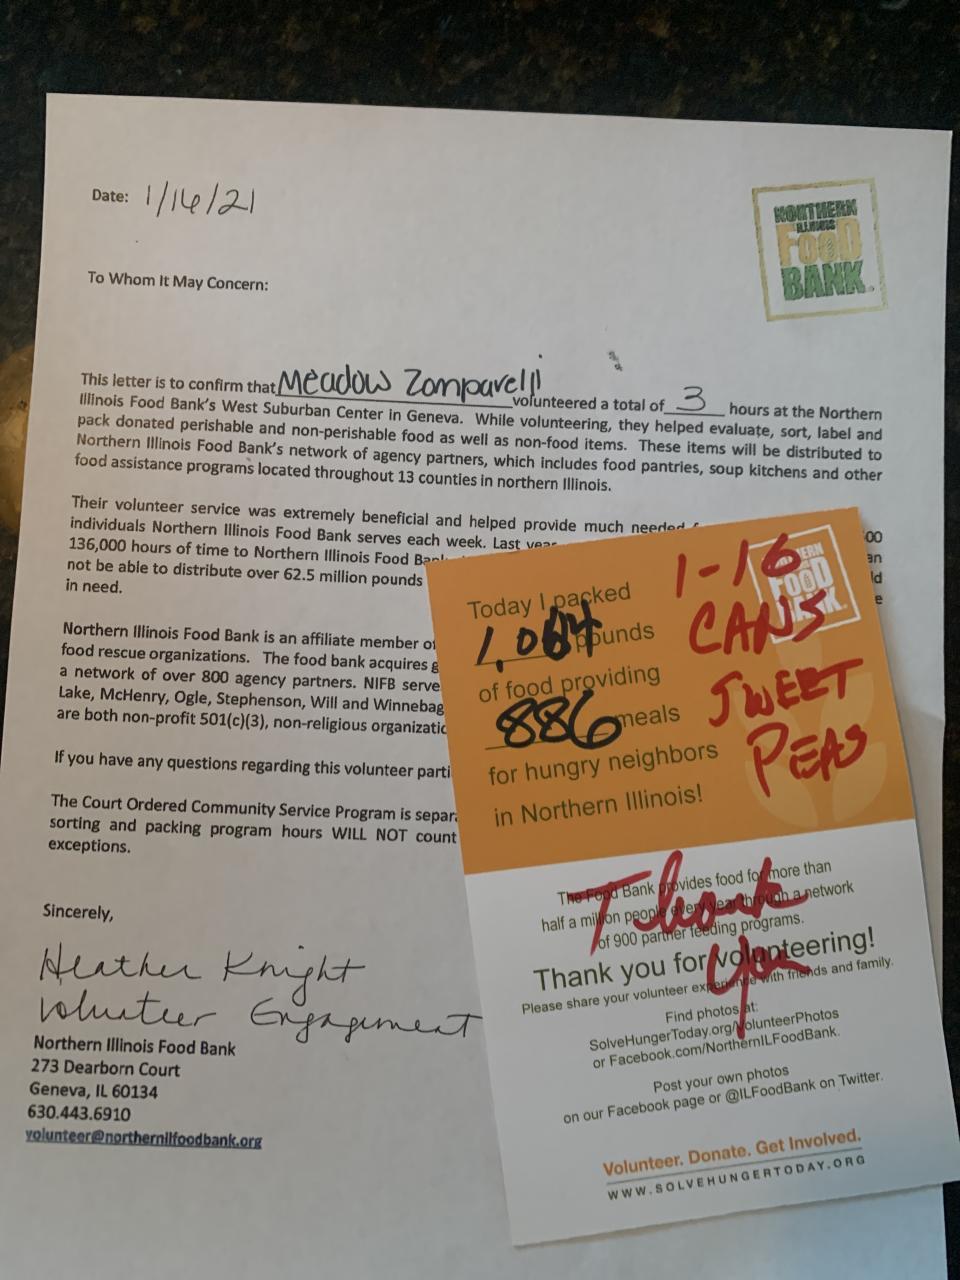 Date: 1/16/21
NORTHERN
ILLINOIS
FOOD
BANK
To Whom It May Concern:
This letter is to confirm that Meadow Zomparelli volunteered a total of 3 hours at the Northern
Illinois Food Bank's West Suburban Center in Geneva. While volunteering, they helped evaluate, sort, label and
pack donated perishable and non-perishable food as well as non-food items. These items will be distributed to
Northern Illinois Food Bank's network of agency partners, which includes food pantries, soup kitchens and other
food assistance programs located throughout 13 counties in northern Illinois.
Their volunteer service was extremely beneficial and helped provide much needed
individuals Northern Illinois Food Bank serves each week. Last year 00
136,000 hours of time to Northern Illinois Food Bank
not be able to distribute over 62.5 million pounds
in need.
Northern Illinois Food Bank is an affiliate member of
food rescue organizations. The food bank acquires
a network of over 800 agency partners. NIFB serve
Lake, McHenry, Ogle, Stephenson, Will and Winnebag
are both non-profit 501(c)(3), non-religious organizatio
If you have any questions regarding this volunteer parti
The Court Ordered Community Service Program is separa
sorting and packing program hours WILL NOT count
exceptions.
Sincerely,
Heather Knight
Volunteer Engagement
Northern Illinois Food Bank
273 Dearborn Court
Geneva, IL 60134
630.443.6910
volunteer@northernilfoodbank.org
Today I packed
1,064 pounds
of food providing
886 meals
for hungry neighbors
in Northern Illinois!
1-16
CANS
SWEET
PEAS
FOOD
BANK
The Food Bank provides food for more than
half a million people every year through a network
of 900 partner feeding programs.
Thank you
Thank you for volunteering!
Please share your volunteer experience with friends and family.
Find photos at:
SolveHungerToday.org/VolunteerPhotos
or Facebook.com/NorthernILFoodBank.
Post your own photos
on our Facebook page or @ILFoodBank on Twitter.
Volunteer. Donate. Get Involved.
WWW.SOLVEHUNGERTODAY.ORG